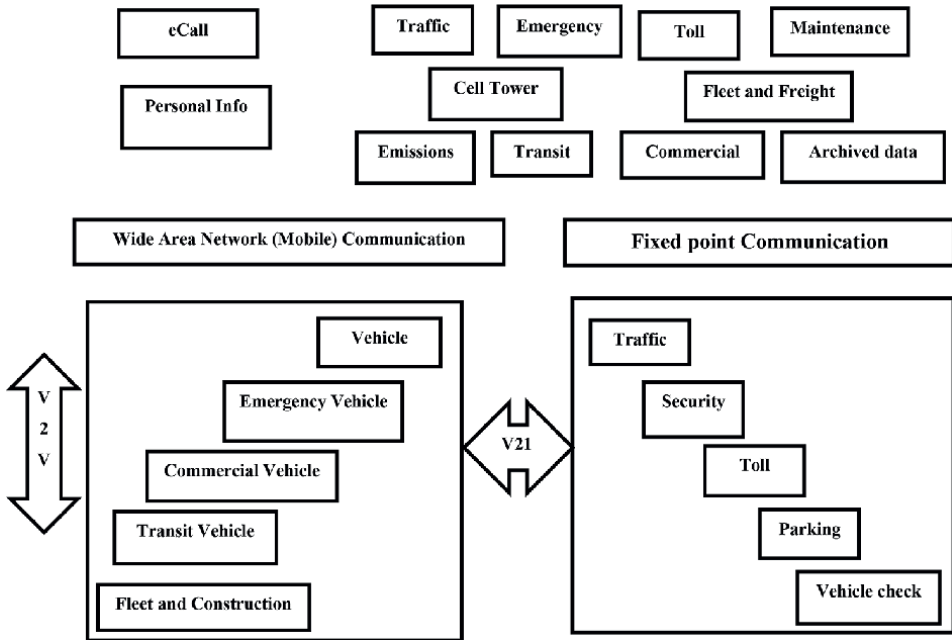 eCall
Traffic
Emergency
Toll
Maintenance
Personal Info
Cell Tower
Fleet and Freight
Emissions
Transit
Commercial
Archived data
Wide Area Network (Mobile) Communication
Fixed point Communication
V
2
V
Vehicle
Emergency Vehicle
Commercial Vehicle
Transit Vehicle
Fleet and Construction
V21
Traffic
Security
Toll
Parking
Vehicle check